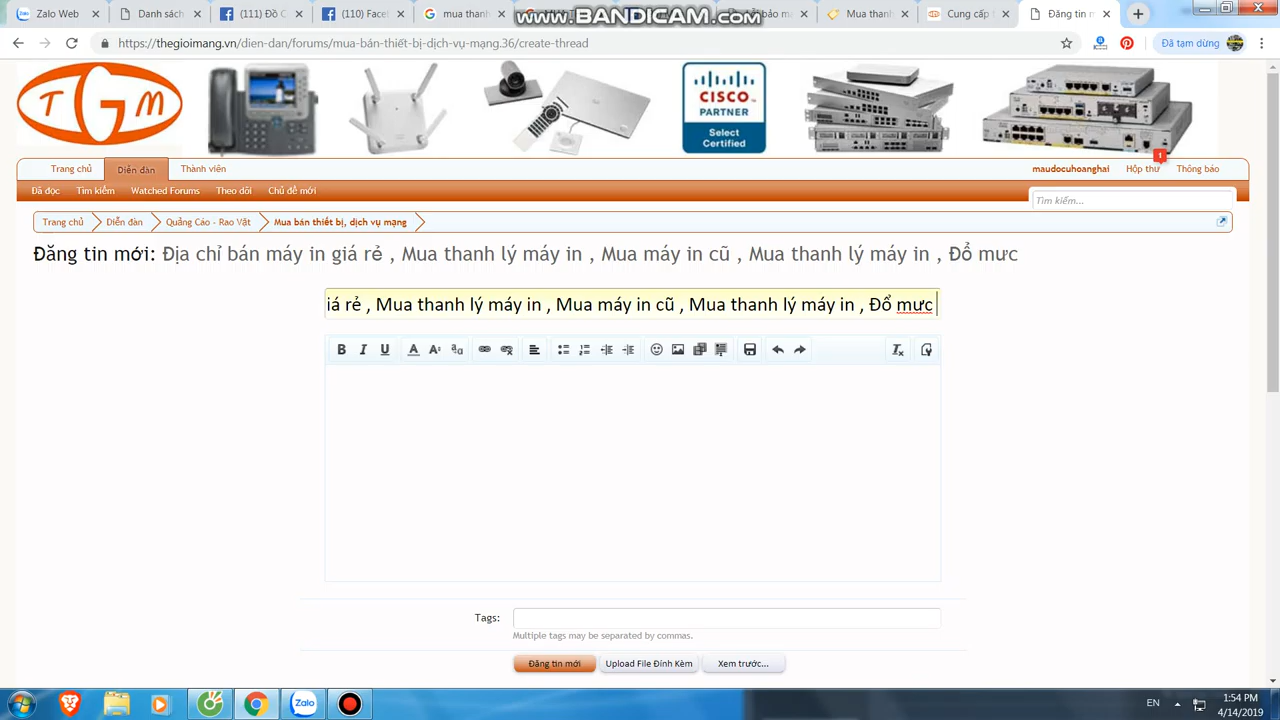 Zalo Web
Danh sách
(111) Đồ C
(110) Face
mua thanh
Mua thanh
Cung cấp
Đăng tin m
www.BANDICAM.com
https://thegioimang.vn/dien-dan/forums/mua-bán-thiết-bị-dịch-vụ-mạng.36/create-thread
Đã tạm dừng
TGM
CISCO
PARTNER
Select
Certified
Trang chủ
Diễn đàn
Thành viên
maudocuhoanghai
Hộp thư
1
Thông báo
Đã đọc
Tìm kiếm
Watched Forums
Theo dõi
Chủ đề mới
Tìm kiếm...
Trang chủ
Diễn đàn
Quảng Cáo - Rao Vặt
Mua bán thiết bị, dịch vụ mạng
Đăng tin mới: Địa chỉ bán máy in giá rẻ , Mua thanh lý máy in , Mua máy in cũ , Mua thanh lý máy in , Đổ mưc
iá rẻ , Mua thanh lý máy in , Mua máy in cũ , Mua thanh lý máy in , Đổ mưc
Tags:
Multiple tags may be separated by commas.
Đăng tin mới
Upload File Đính Kèm
Xem trước...
Zalo
EN
1:54 PM
4/14/2019